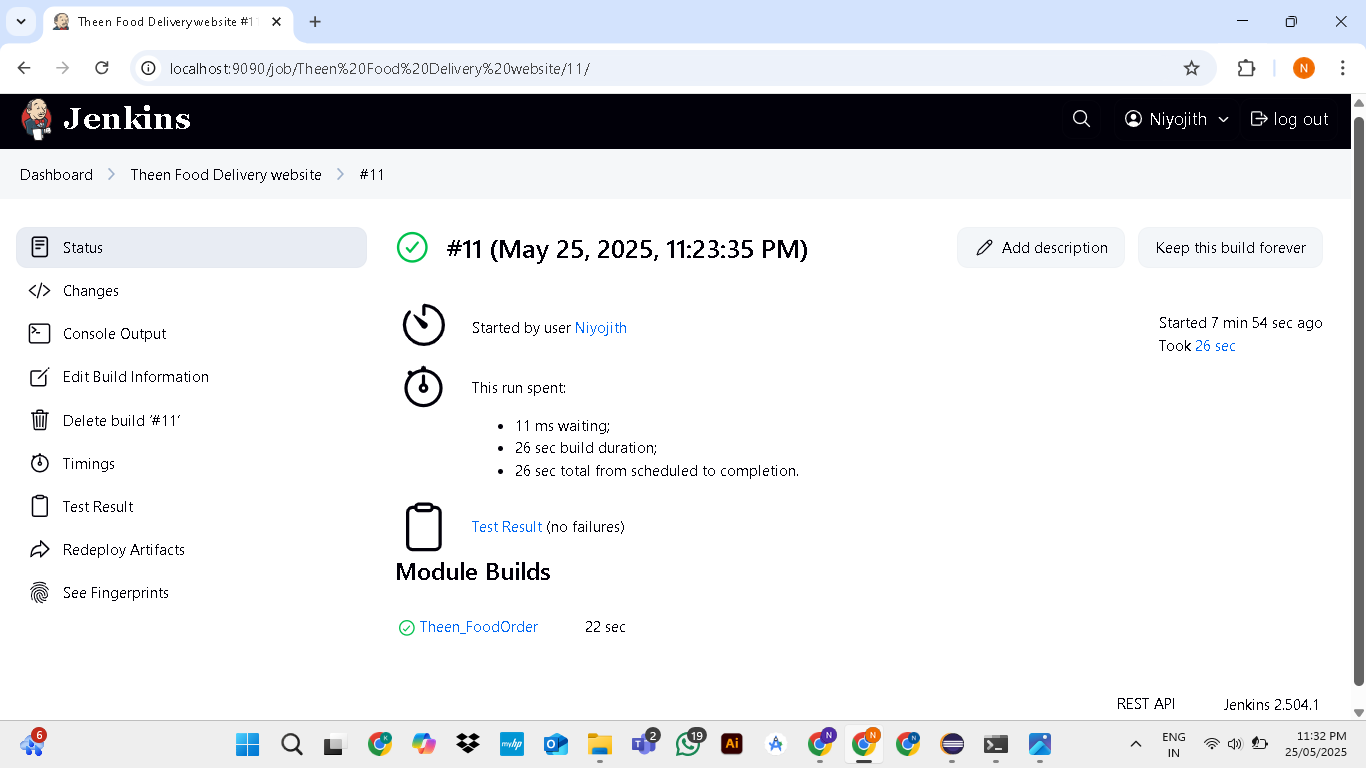 Theen Food Delivery website #11
localhost:9090/job/Theen%20Food%20Delivery%20website/11/
N
Jenkins
Niyojith
log out
Dashboard
Theen Food Delivery website
#11
Status
Changes
Console Output
Edit Build Information
Delete build ‘#11’
Timings
Test Result
Redeploy Artifacts
See Fingerprints
#11 (May 25, 2025, 11:23:35 PM)
Add description
Keep this build forever
Started by user Niyojith
Started 7 min 54 sec ago
Took 26 sec
This run spent:
11 ms waiting;
26 sec build duration;
26 sec total from scheduled to completion.
Test Result (no failures)
Module Builds
Theen_FoodOrder 22 sec
REST API
Jenkins 2.504.1
6
K
myhp
2
19
Ai
N
N
N
ENG
IN
11:32 PM
25/05/2025